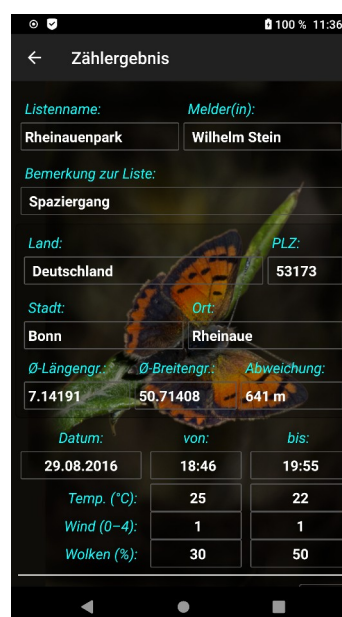 100 % 11:36
Zählergebnis
Listenname: Melder(in):
Rheinauenpark Wilhelm Stein
Bemerkung zur Liste:
Spaziergang
Land: PLZ:
Deutschland 53173
Stadt: Ort:
Bonn Rheinaue
Ø-Längengr.: Ø-Breitengr.: Abweichung:
7.14191 50.71408 641 m
Datum: von: bis:
29.08.2016 18:46 19:55
Temp. (°C): 25 22
Wind (0–4): 1 1
Wolken (%): 30 50